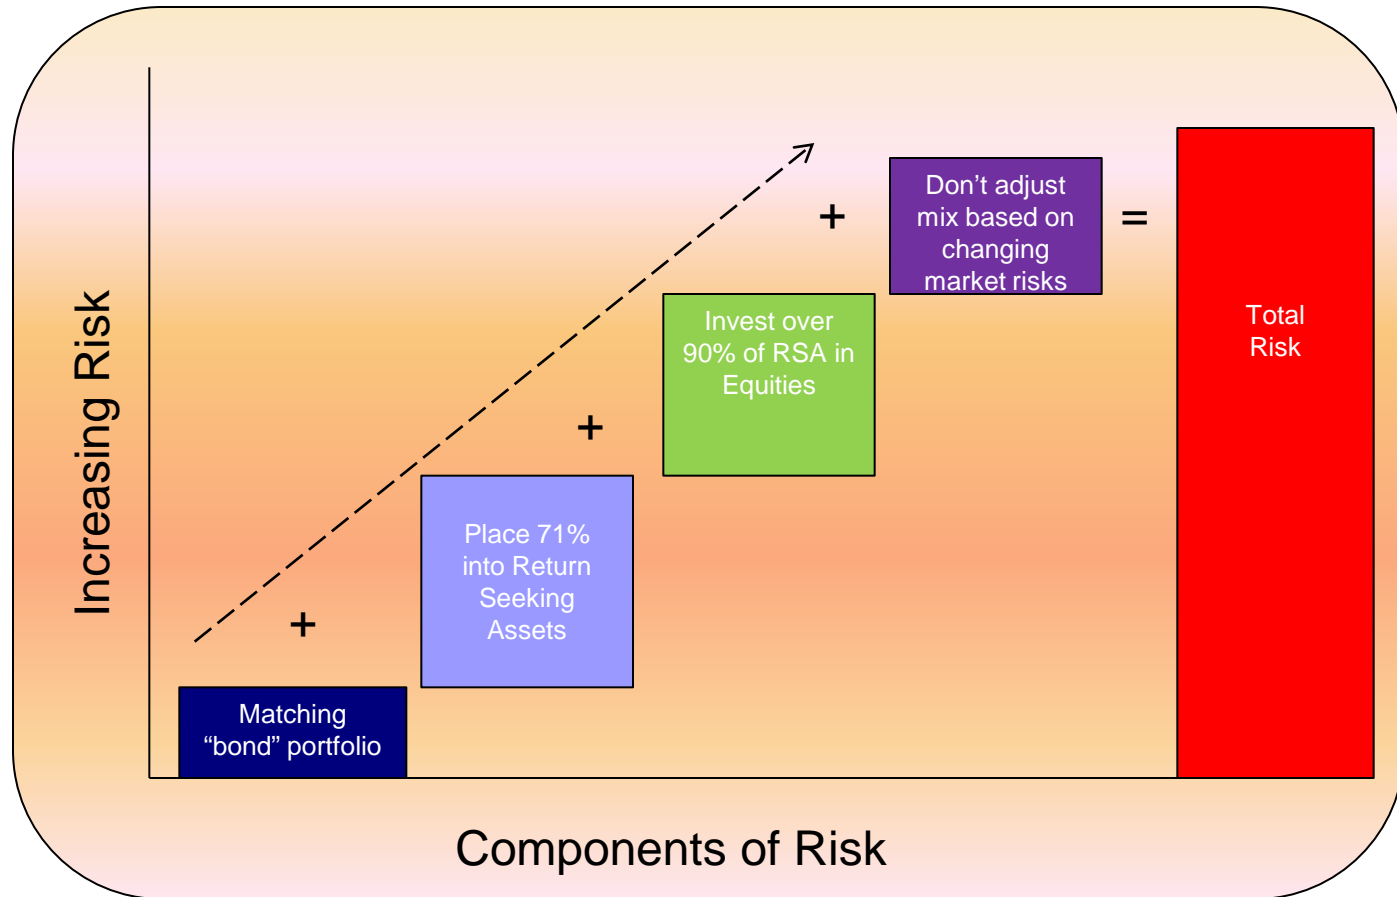 Increasing Risk
Matching
“bond” portfolio
+
Place 71%
into Return
Seeking
Assets
+
Invest over
90% of RSA in
Equities
+
Don’t adjust
mix based on
changing
market risks
=
Total
Risk
Components of Risk